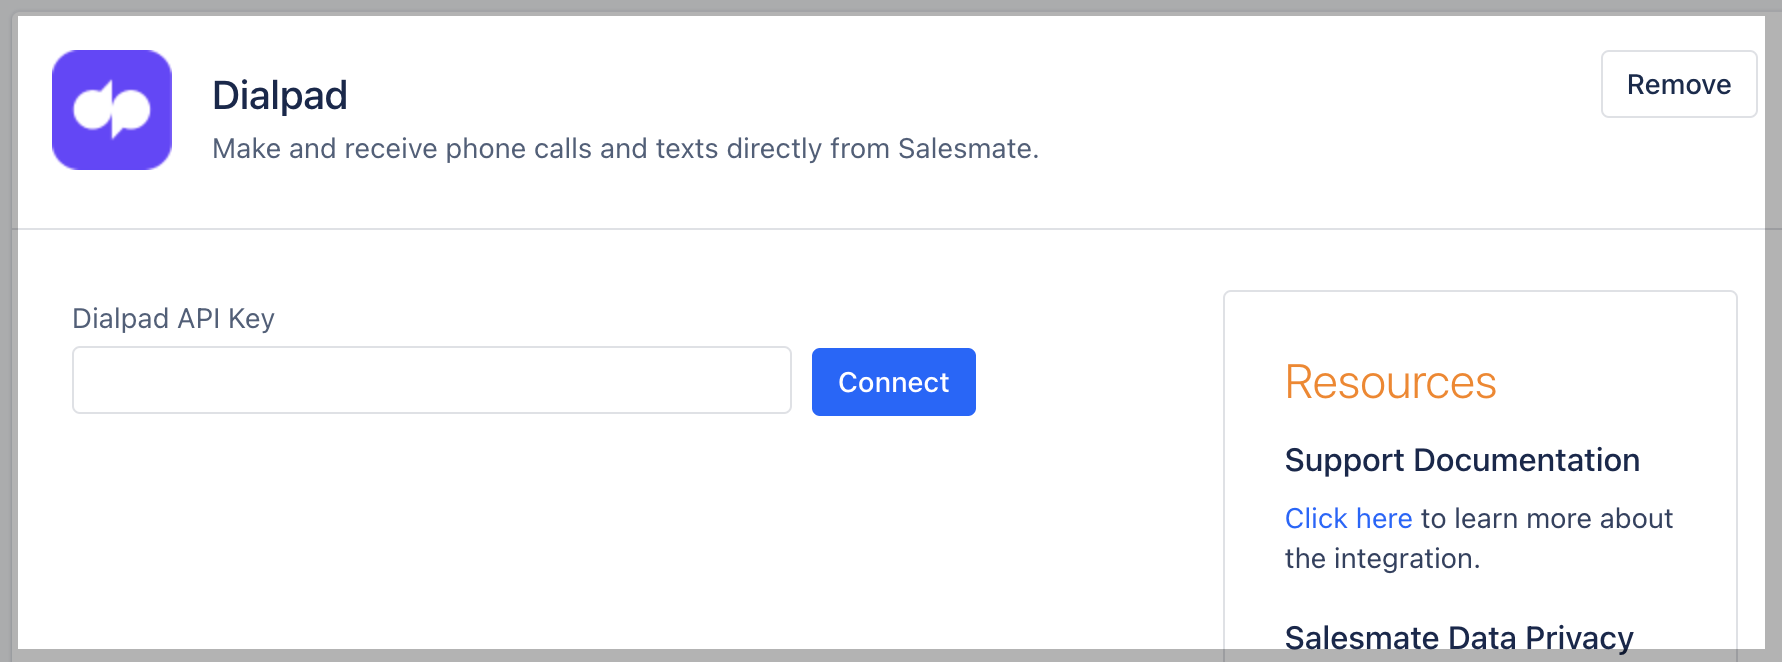 Dialpad
Make and receive phone calls and texts directly from Salesmate.
Remove
Dialpad API Key
Connect
Resources
Support Documentation
Click here to learn more about
the integration.
Salesmate Data Privacy